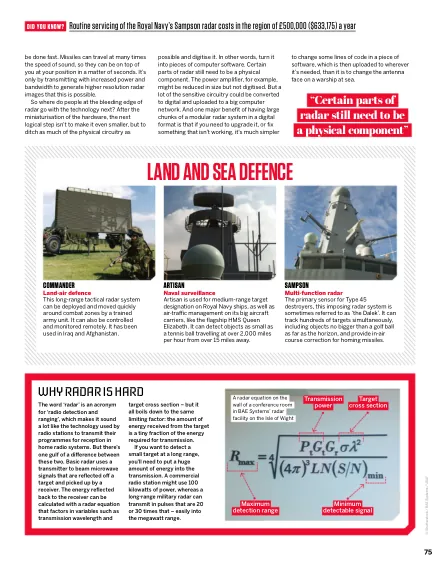 DID YOU KNOW? Routine servicing of the Royal Navy's Sampson radar costs in the region of £500,000 ($633,175) a year
be done fast. Missiles can travel at many times
the speed of sound, so they can be on top of
you at your position in a matter of seconds. It's
only by transmitting with increased power and
bandwidth to generate higher resolution radar
images that this is possible.
So where do people at the bleeding edge of
radar go with the technology next? After the
miniaturisation of the hardware, the next
logical step isn't to make it even smaller, but to
ditch as much of the physical circuitry as
possible and digitise it. In other words, turn it
into pieces of computer software. Certain
parts of radar still need to be a physical
component. The power amplifier, for example,
might be reduced in size but not digitised. But a
lot of the sensitive circuitry could be converted
to digital and uploaded to a big computer
network. And one major benefit of having large
chunks of a modular radar system in a digital
format is that if you need to upgrade it, or fix
something that isn't working, it's much simpler
to change some lines of code in a piece of
software, which is then uploaded to wherever
it's needed, than it is to change the antenna
face on a warship at sea.
"Certain parts of
radar still need to be
a physical component"
LAND AND SEA DEFENCE
COMMANDER
Land-air defence
This long-range tactical radar system
can be deployed and moved quickly
around combat zones by a trained
army unit. It can also be controlled
and monitored remotely. It has been
used in Iraq and Afghanistan.
ARTISAN
Naval surveillance
Artisan is used for medium-range target
designation on Royal Navy ships, as well as
air-traffic management on its big aircraft
carriers, like the flagship HMS Queen
Elizabeth. It can detect objects as small as
a tennis ball travelling at over 2,000 miles
per hour from over 15 miles away.
SAMPSON
Multi-function radar
The primary sensor for Type 45
destroyers, this imposing radar system is
sometimes referred to as 'the Dalek'. It can
track hundreds of targets simultaneously,
including objects no bigger than a golf ball
as far as the horizon, and provide in-air
course correction for homing missiles.
WHY RADAR IS HARD
The word 'radar' is an acronym
for 'radio detection and
ranging', which makes it sound
a lot like the technology used by
radio stations to transmit their
programmes for reception in
home radio systems. But there's
one gulf of a difference between
these two. Basic radar uses a
transmitter to beam microwave
signals that are reflected off a
target and picked up by a
receiver. The energy reflected
back to the receiver can be
calculated with a radar equation
that factors in variables such as
transmission wavelength and
target cross section – but it
all boils down to the same
limiting factor: the amount of
energy received from the target
is a tiny fraction of the energy
required for transmission.
If you want to detect a
small target at a long range,
you'll need to put a huge
amount of energy into the
transmission. A commercial
radio station might use 100
kilowatts of power, whereas a
long-range military radar can
transmit in pulses that are 20
or 30 times that – easily into
the megawatt range.
A radar equation on the
wall of a conference room
in BAE Systems' radar
facility on the Isle of Wight
Transmission
power
Target
cross section
R max = 4√ PtGtGrσλ²
(4π)³LN(S/N)min
Maximum
detection range
Minimum
detectable signal
75